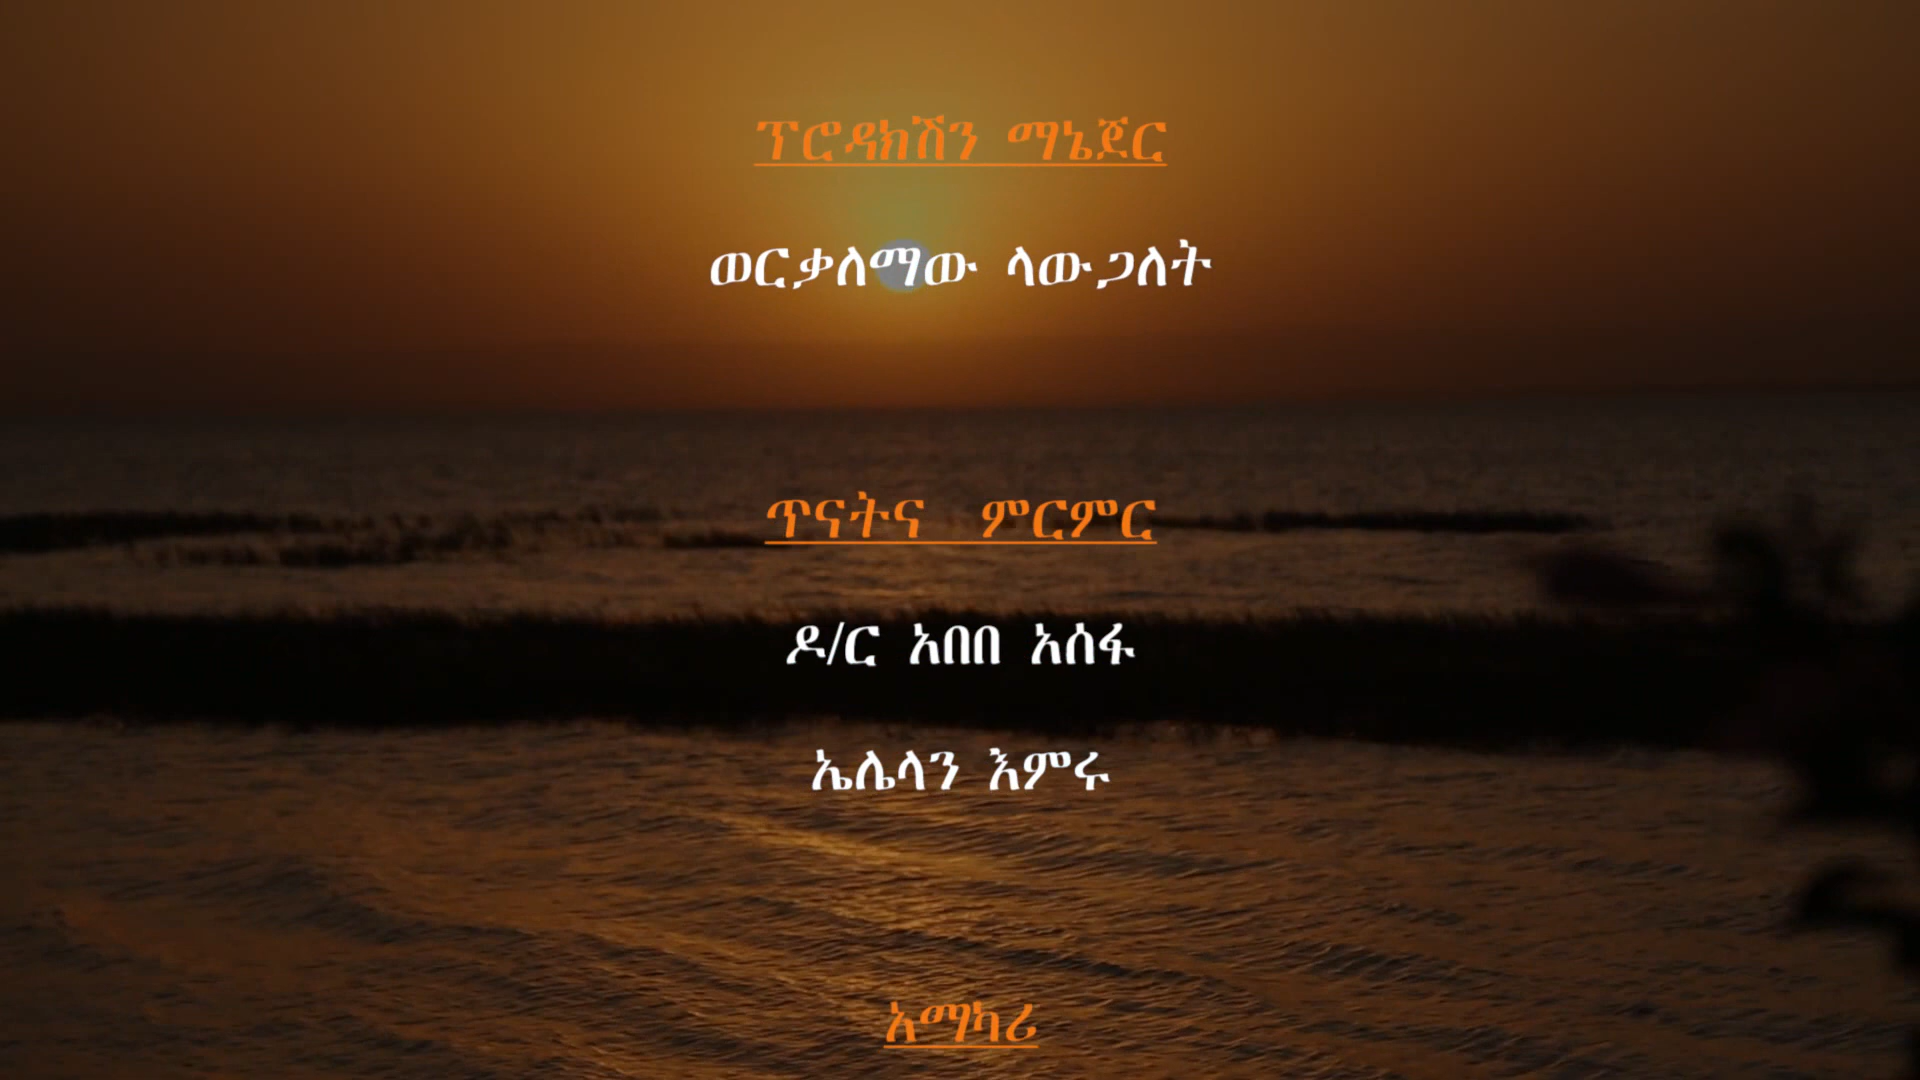 ፕሮዳክሽን ማኔጀር
ወርቃለማው ላውጋለት
ጥናትና ምርምር
ዶ/ር አበበ አሰፋ
ኤሌላን እምሩ
አማካሪ